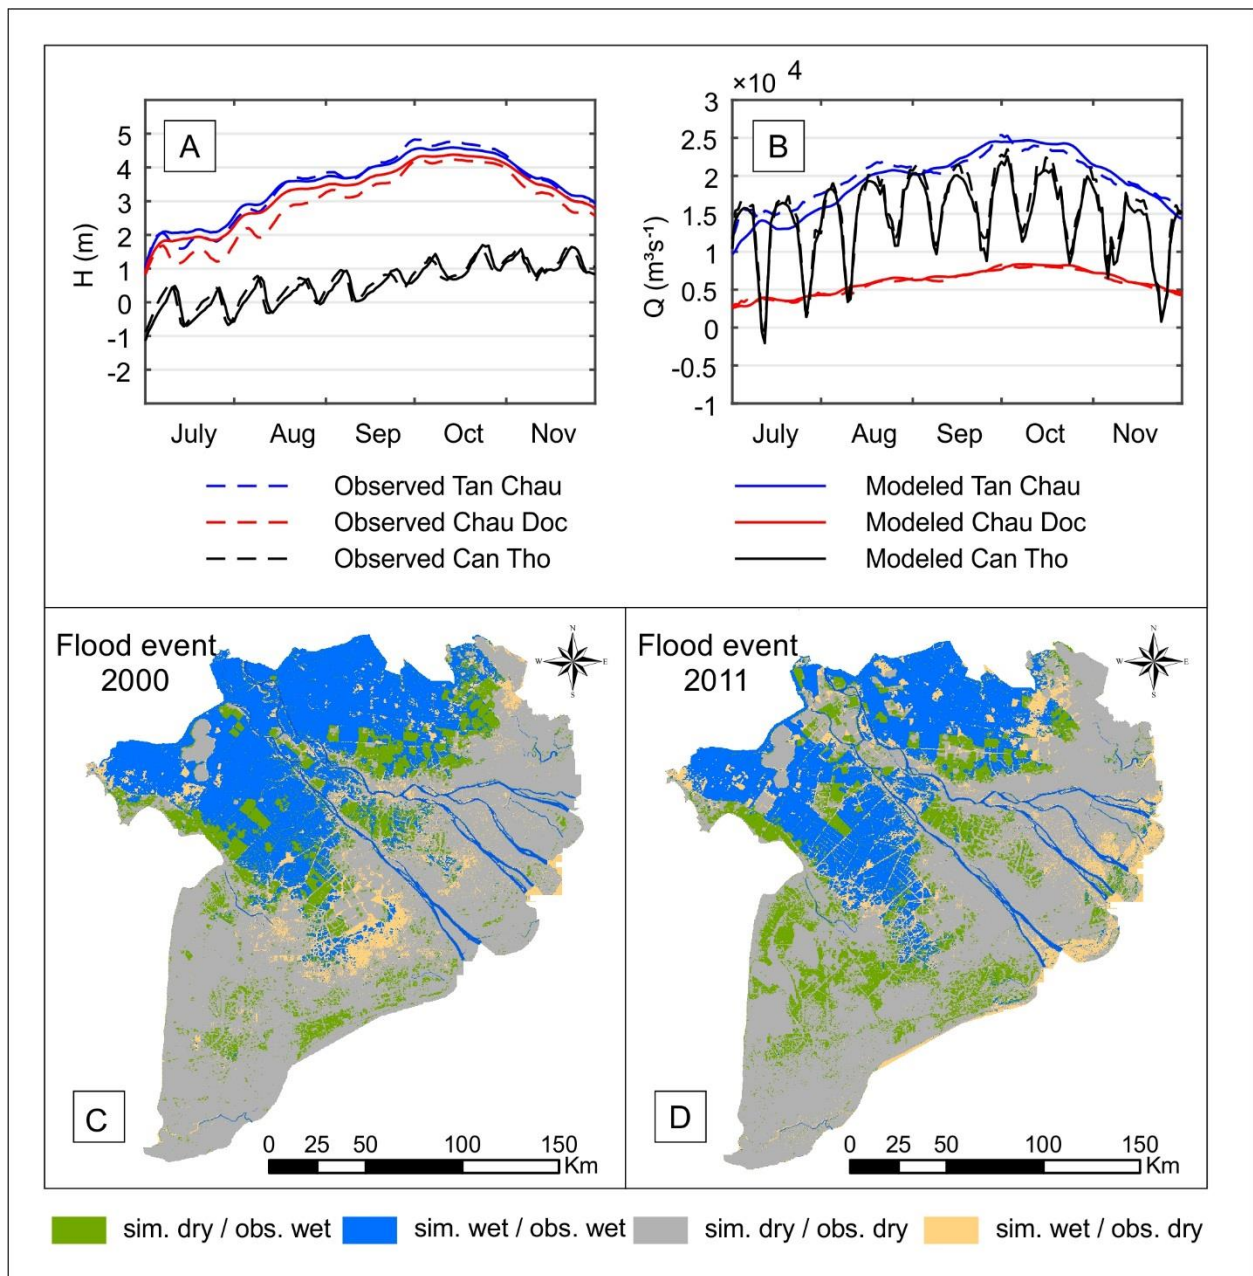 A
H (m)
5
4
3
2
1
0
-1
-2
July Aug Sep Oct Nov
×10 4
B
Q (m³s⁻¹)
3
2.5
2
1.5
1
0.5
0
-0.5
-1
July Aug Sep Oct Nov
Observed Tan Chau
Observed Chau Doc
Observed Can Tho
Modeled Tan Chau
Modeled Chau Doc
Modeled Can Tho
Flood event
2000
N
W E
S
C
0 25 50 100 150
Km
Flood event
2011
N
W E
S
D
0 25 50 100 150
Km
sim. dry / obs. wet sim. wet / obs. wet sim. dry / obs. dry sim. wet / obs. dry